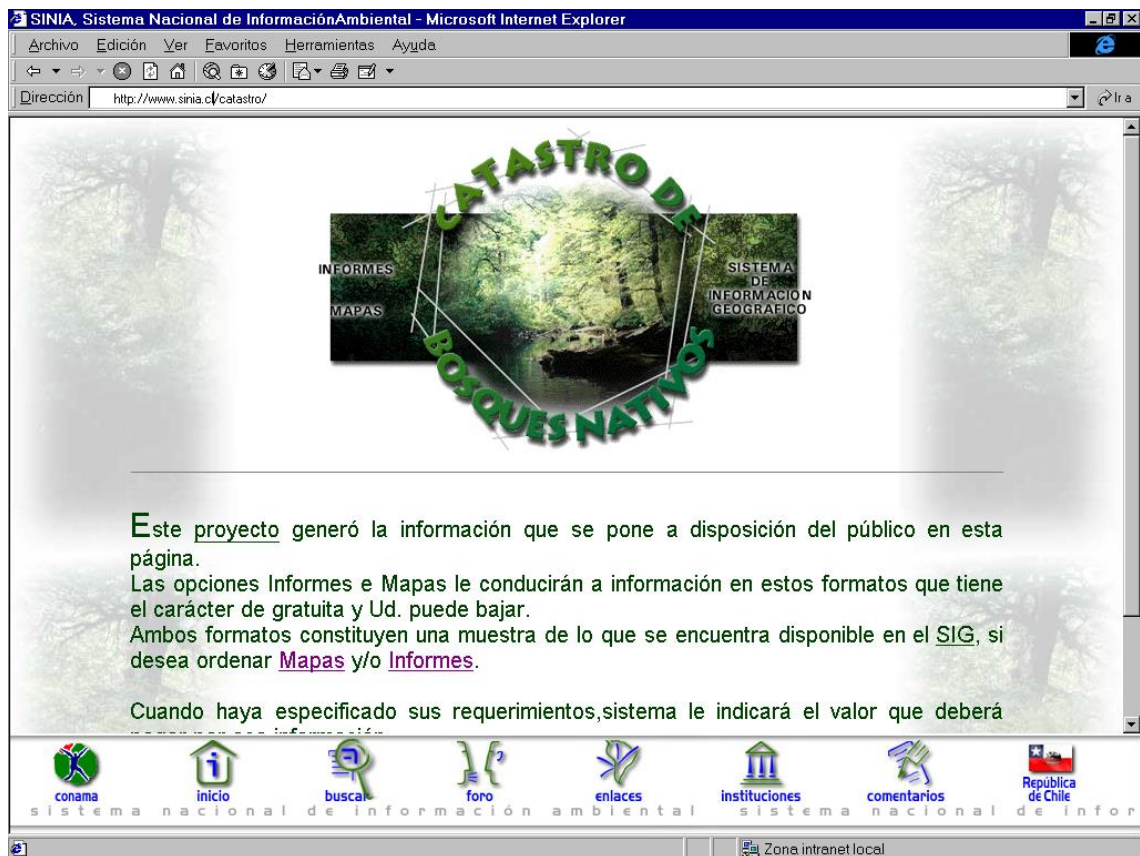 SINIA, Sistema Nacional de InformaciónAmbiental - Microsoft Internet Explorer
Archivo Edición Ver Favoritos Herramientas Ayuda
Dirección http://www.sinia.cl/catastro/ Ir a
CATASTRO DE
INFORMES
MAPAS
SISTEMA
DE
INFORMACION
GEOGRAFICO
BOSQUES NATIVOS
Este proyecto generó la información que se pone a disposición del público en esta
página.
Las opciones Informes e Mapas le conducirán a información en estos formatos que tiene
el carácter de gratuita y Ud. puede bajar.
Ambos formatos constituyen una muestra de lo que se encuentra disponible en el SIG, si
desea ordenar Mapas y/o Informes.
Cuando haya especificado sus requerimientos,sistema le indicará el valor que deberá
conama inicio buscar foro enlaces instituciones comentarios República
de Chile
sistema nacional de información ambiental sistema nacional de infor
Zona intranet local